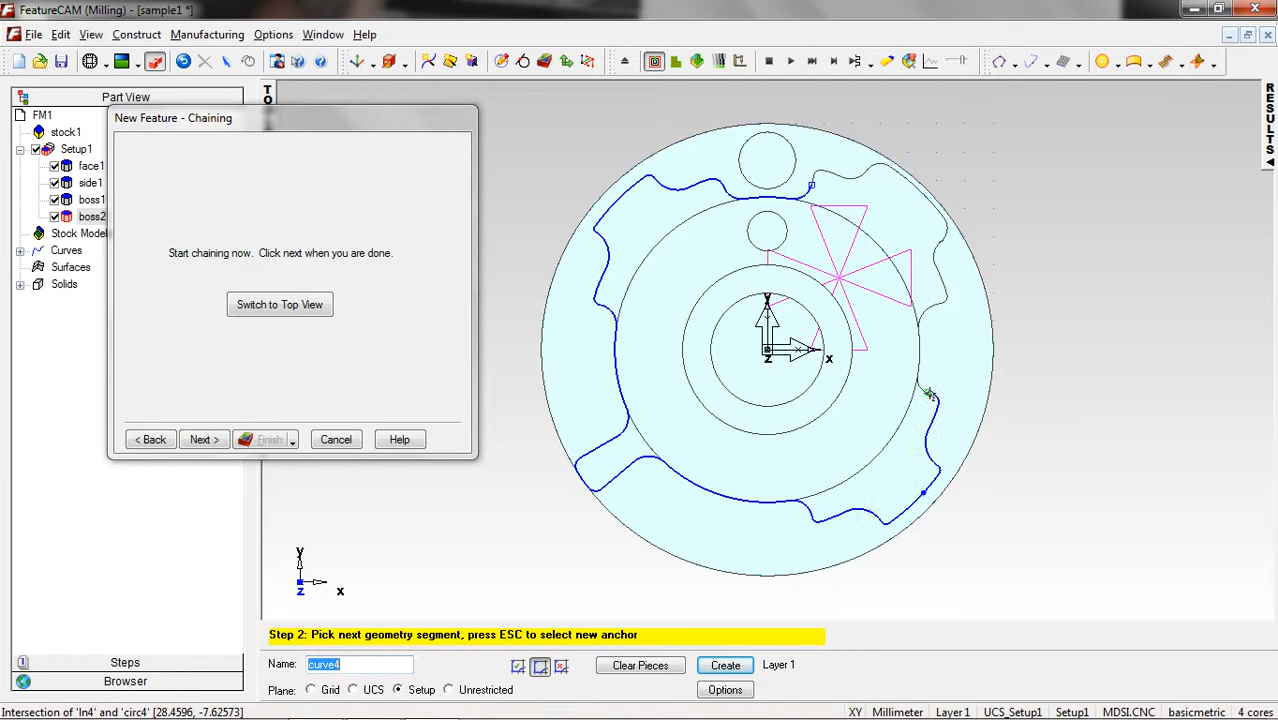 FeatureCAM (Milling) - [sample1 *]
File Edit View Construct Manufacturing Options Window Help
Part View
FM1
stock1
Setup1
face1
side1
boss1
boss2
Stock Model
Curves
Surfaces
Solids
Steps
Browser
TO
New Feature - Chaining
Start chaining now. Click next when you are done.
Switch to Top View
< Back Next > Finish Cancel Help
RESULTS
Y
X
Z
x
y
z
x
Step 2: Pick next geometry segment, press ESC to select new anchor
Name: curve4 Clear Pieces Create Layer 1
Plane: Grid UCS Setup Unrestricted Options
Intersection of 'ln4' and 'circ4' [28.4596, -7.62573] XY Millimeter Layer 1 UCS_Setup1 Setup1 MDSI.CNC basicmetric 4 cores